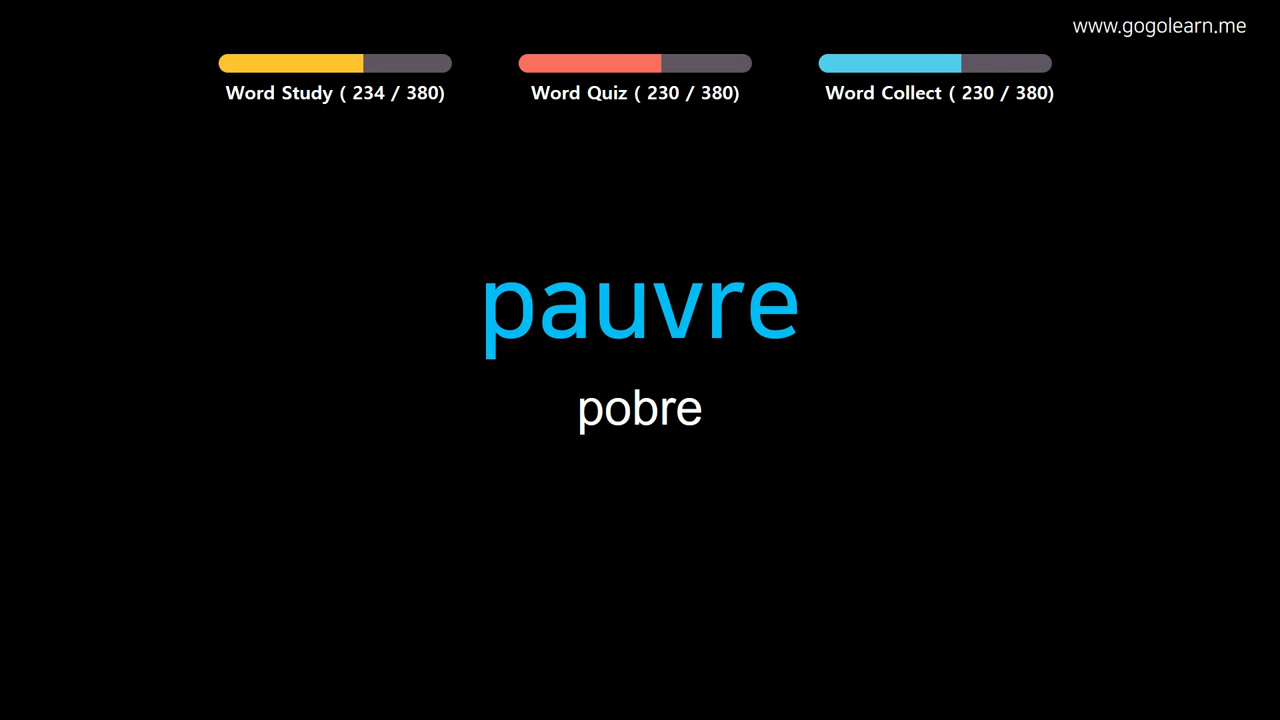 www.gogolearn.me
Word Study ( 234 / 380)
Word Quiz ( 230 / 380)
Word Collect ( 230 / 380)
pauvre
pobre